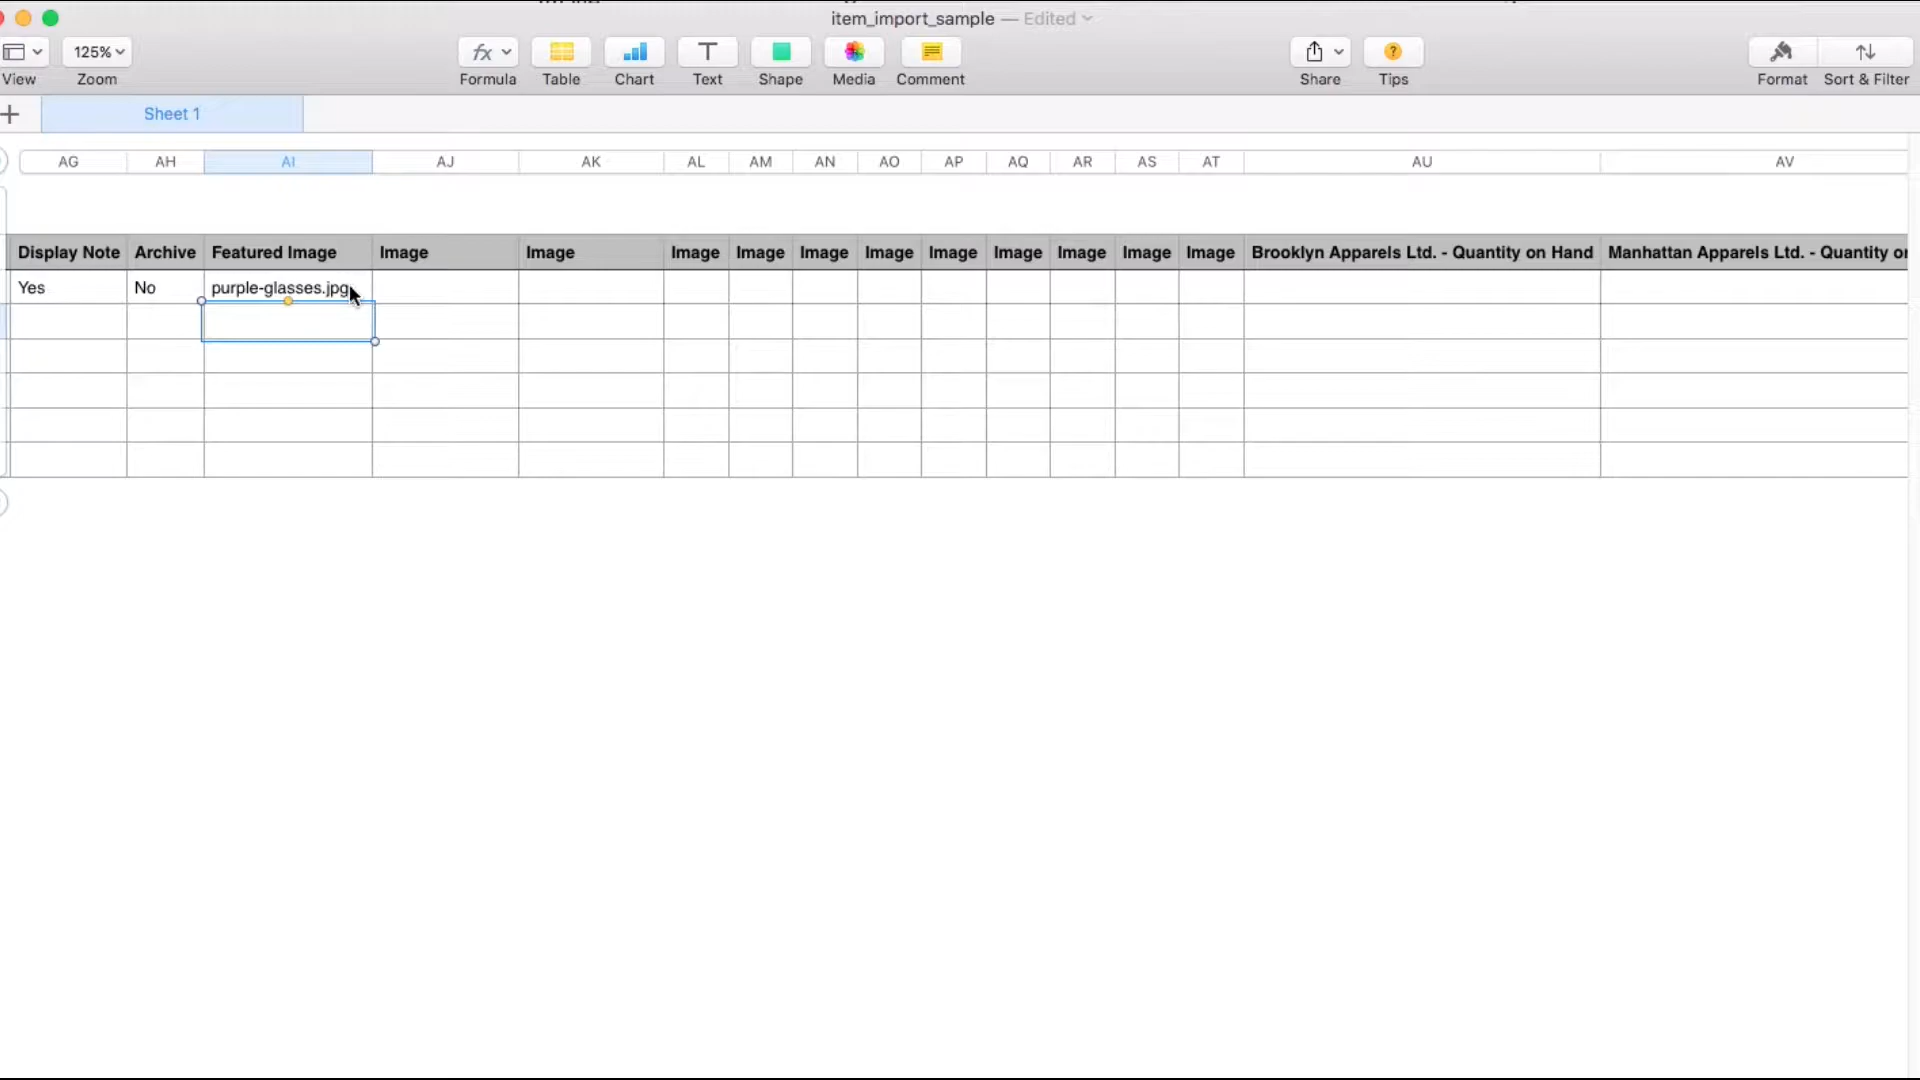 item_import_sample — Edited
125%
View
Zoom
Formula
Table
Chart
Text
Shape
Media
Comment
Share
Tips
Format
Sort & Filter
Sheet 1
AG AH AI AJ AK AL AM AN AO AP AQ AR AS AT AU AV
Display Note Archive Featured Image Image Image Image Image Image Image Image Image Image Image Image Brooklyn Apparels Ltd. - Quantity on Hand Manhattan Apparels Ltd. - Quantity
Yes No purple-glasses.jpg